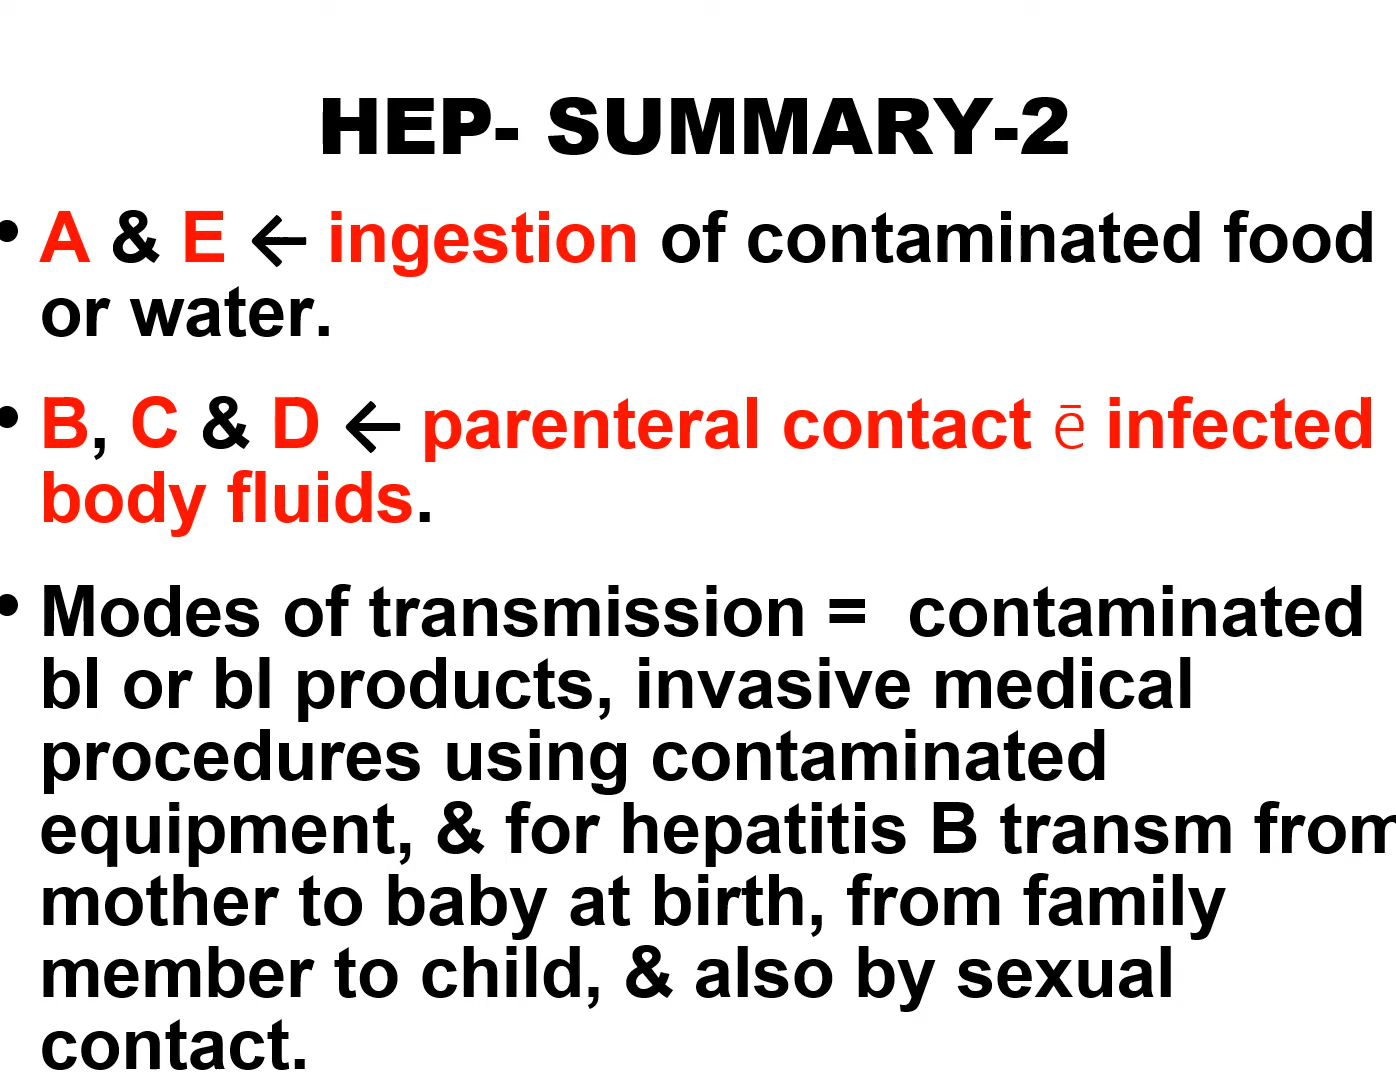 HEP- SUMMARY-2
• A & E ← ingestion of contaminated food
or water.
• B, C & D ← parenteral contact ē infected
body fluids.
• Modes of transmission =  contaminated
bl or bl products, invasive medical
procedures using contaminated
equipment, & for hepatitis B transm from
mother to baby at birth, from family
member to child, & also by sexual
contact.